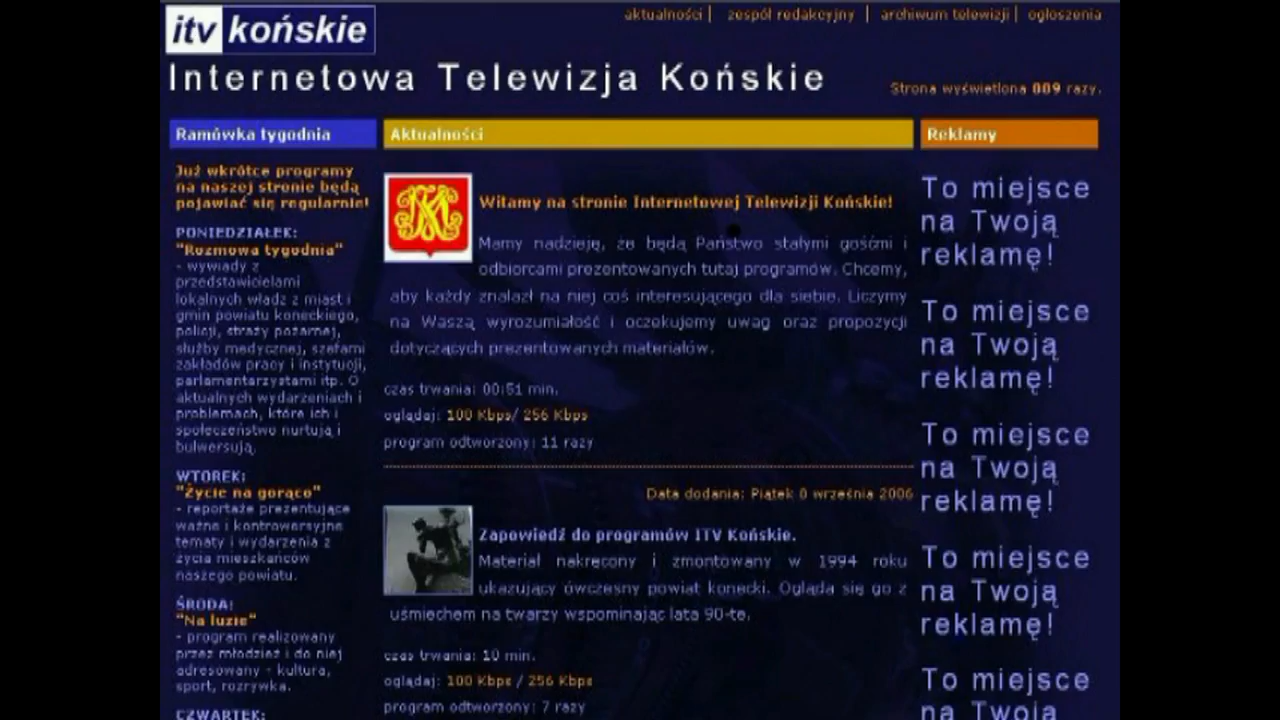 itv końskie
aktualności | zespół redakcyjny | archiwum telewizji | ogłoszenia
Internetowa Telewizja Końskie
Strona wyświetlona 009 razy.
Ramówka tygodnia
Już wkrótce programy
na naszej stronie będą
pojawiać się regularnie!
PONIEDZIAŁEK:
"Rozmowa tygodnia"
- wywiady z
przedstawicielami
lokalnych władz z miast i
gmin powiatu koneckiego,
policji, straży pożarnej,
służby medycznej, szefami
zakładów pracy i instytucji,
parlamentarzystami itp. O
aktualnych wydarzeniach i
problemach, które ich i
społeczeństwo nurtują i
bulwersują.
WTOREK:
"Życie na gorąco"
- reportaże prezentujące
ważne i kontrowersyjne
tematy i wydarzenia z
życia mieszkańców
naszego powiatu.
ŚRODA:
"Na luzie"
- program realizowany
przez młodzież i do niej
adresowany - kultura,
sport, rozrywka.
CZWARTEK:
Aktualności
Witamy na stronie Internetowej Telewizji Końskie!
Mamy nadzieję, że będą Państwo stałymi gośćmi i
odbiorcami prezentowanych tutaj programów. Chcemy,
aby każdy znalazł na niej coś interesującego dla siebie. Liczymy
na Waszą wyrozumiałość i oczekujemy uwag oraz propozycji
dotyczących prezentowanych materiałów.
czas trwania: 00:51 min.
oglądaj: 100 Kbps/ 256 Kbps
program odtworzony: 11 razy
Data dodania: Piątek 8 września 2006
Zapowiedź do programów ITV Końskie.
Materiał nakręcony i zmontowany w 1994 roku
ukazujący ówczesny powiat konecki. Ogląda się go z
uśmiechem na twarzy wspominając lata 90-te.
czas trwania: 10 min.
oglądaj: 100 Kbps / 256 Kbps
program odtworzony: 7 razy
Reklamy
To miejsce
na Twoją
reklamę!
To miejsce
na Twoją
reklamę!
To miejsce
na Twoją
reklamę!
To miejsce
na Twoją
reklamę!
To miejsce
na Twoją